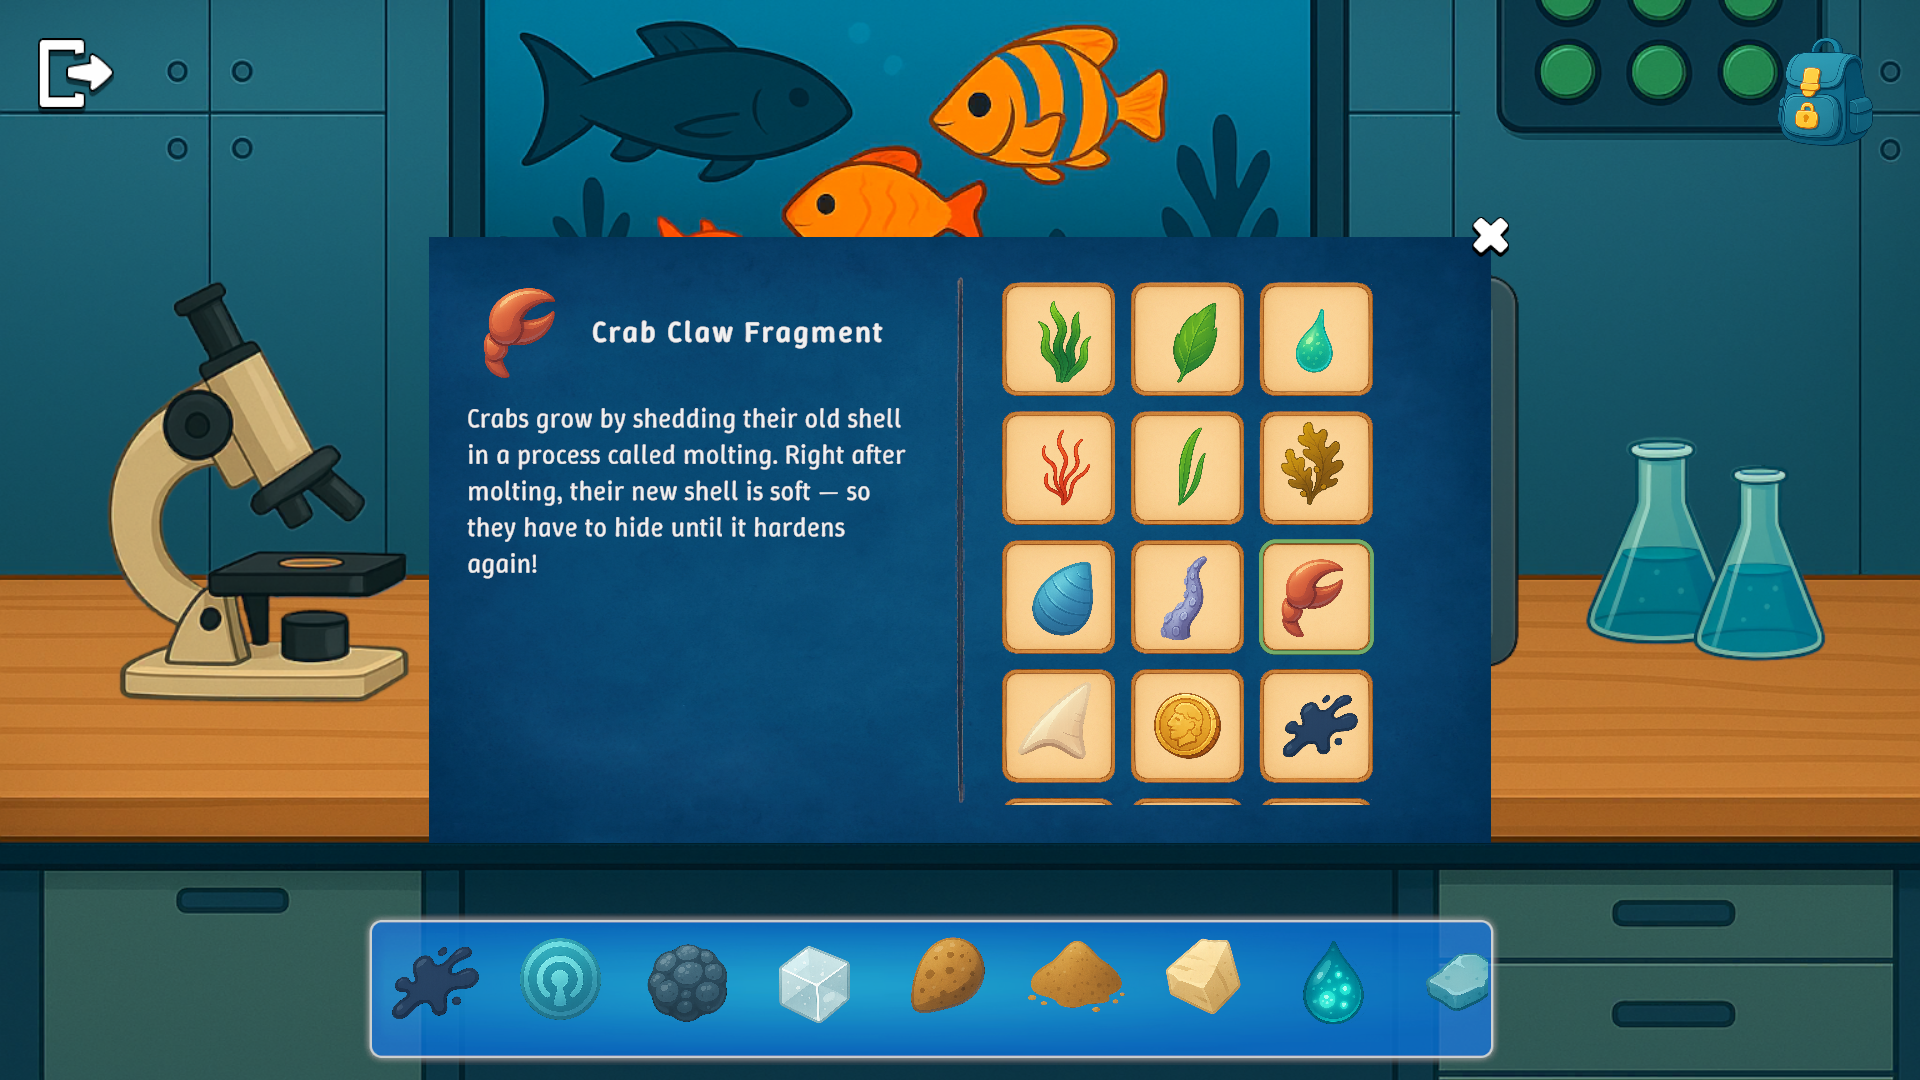 Crab Claw Fragment
Crabs grow by shedding their old shell
in a process called molting. Right after
molting, their new shell is soft — so
they have to hide until it hardens
again!